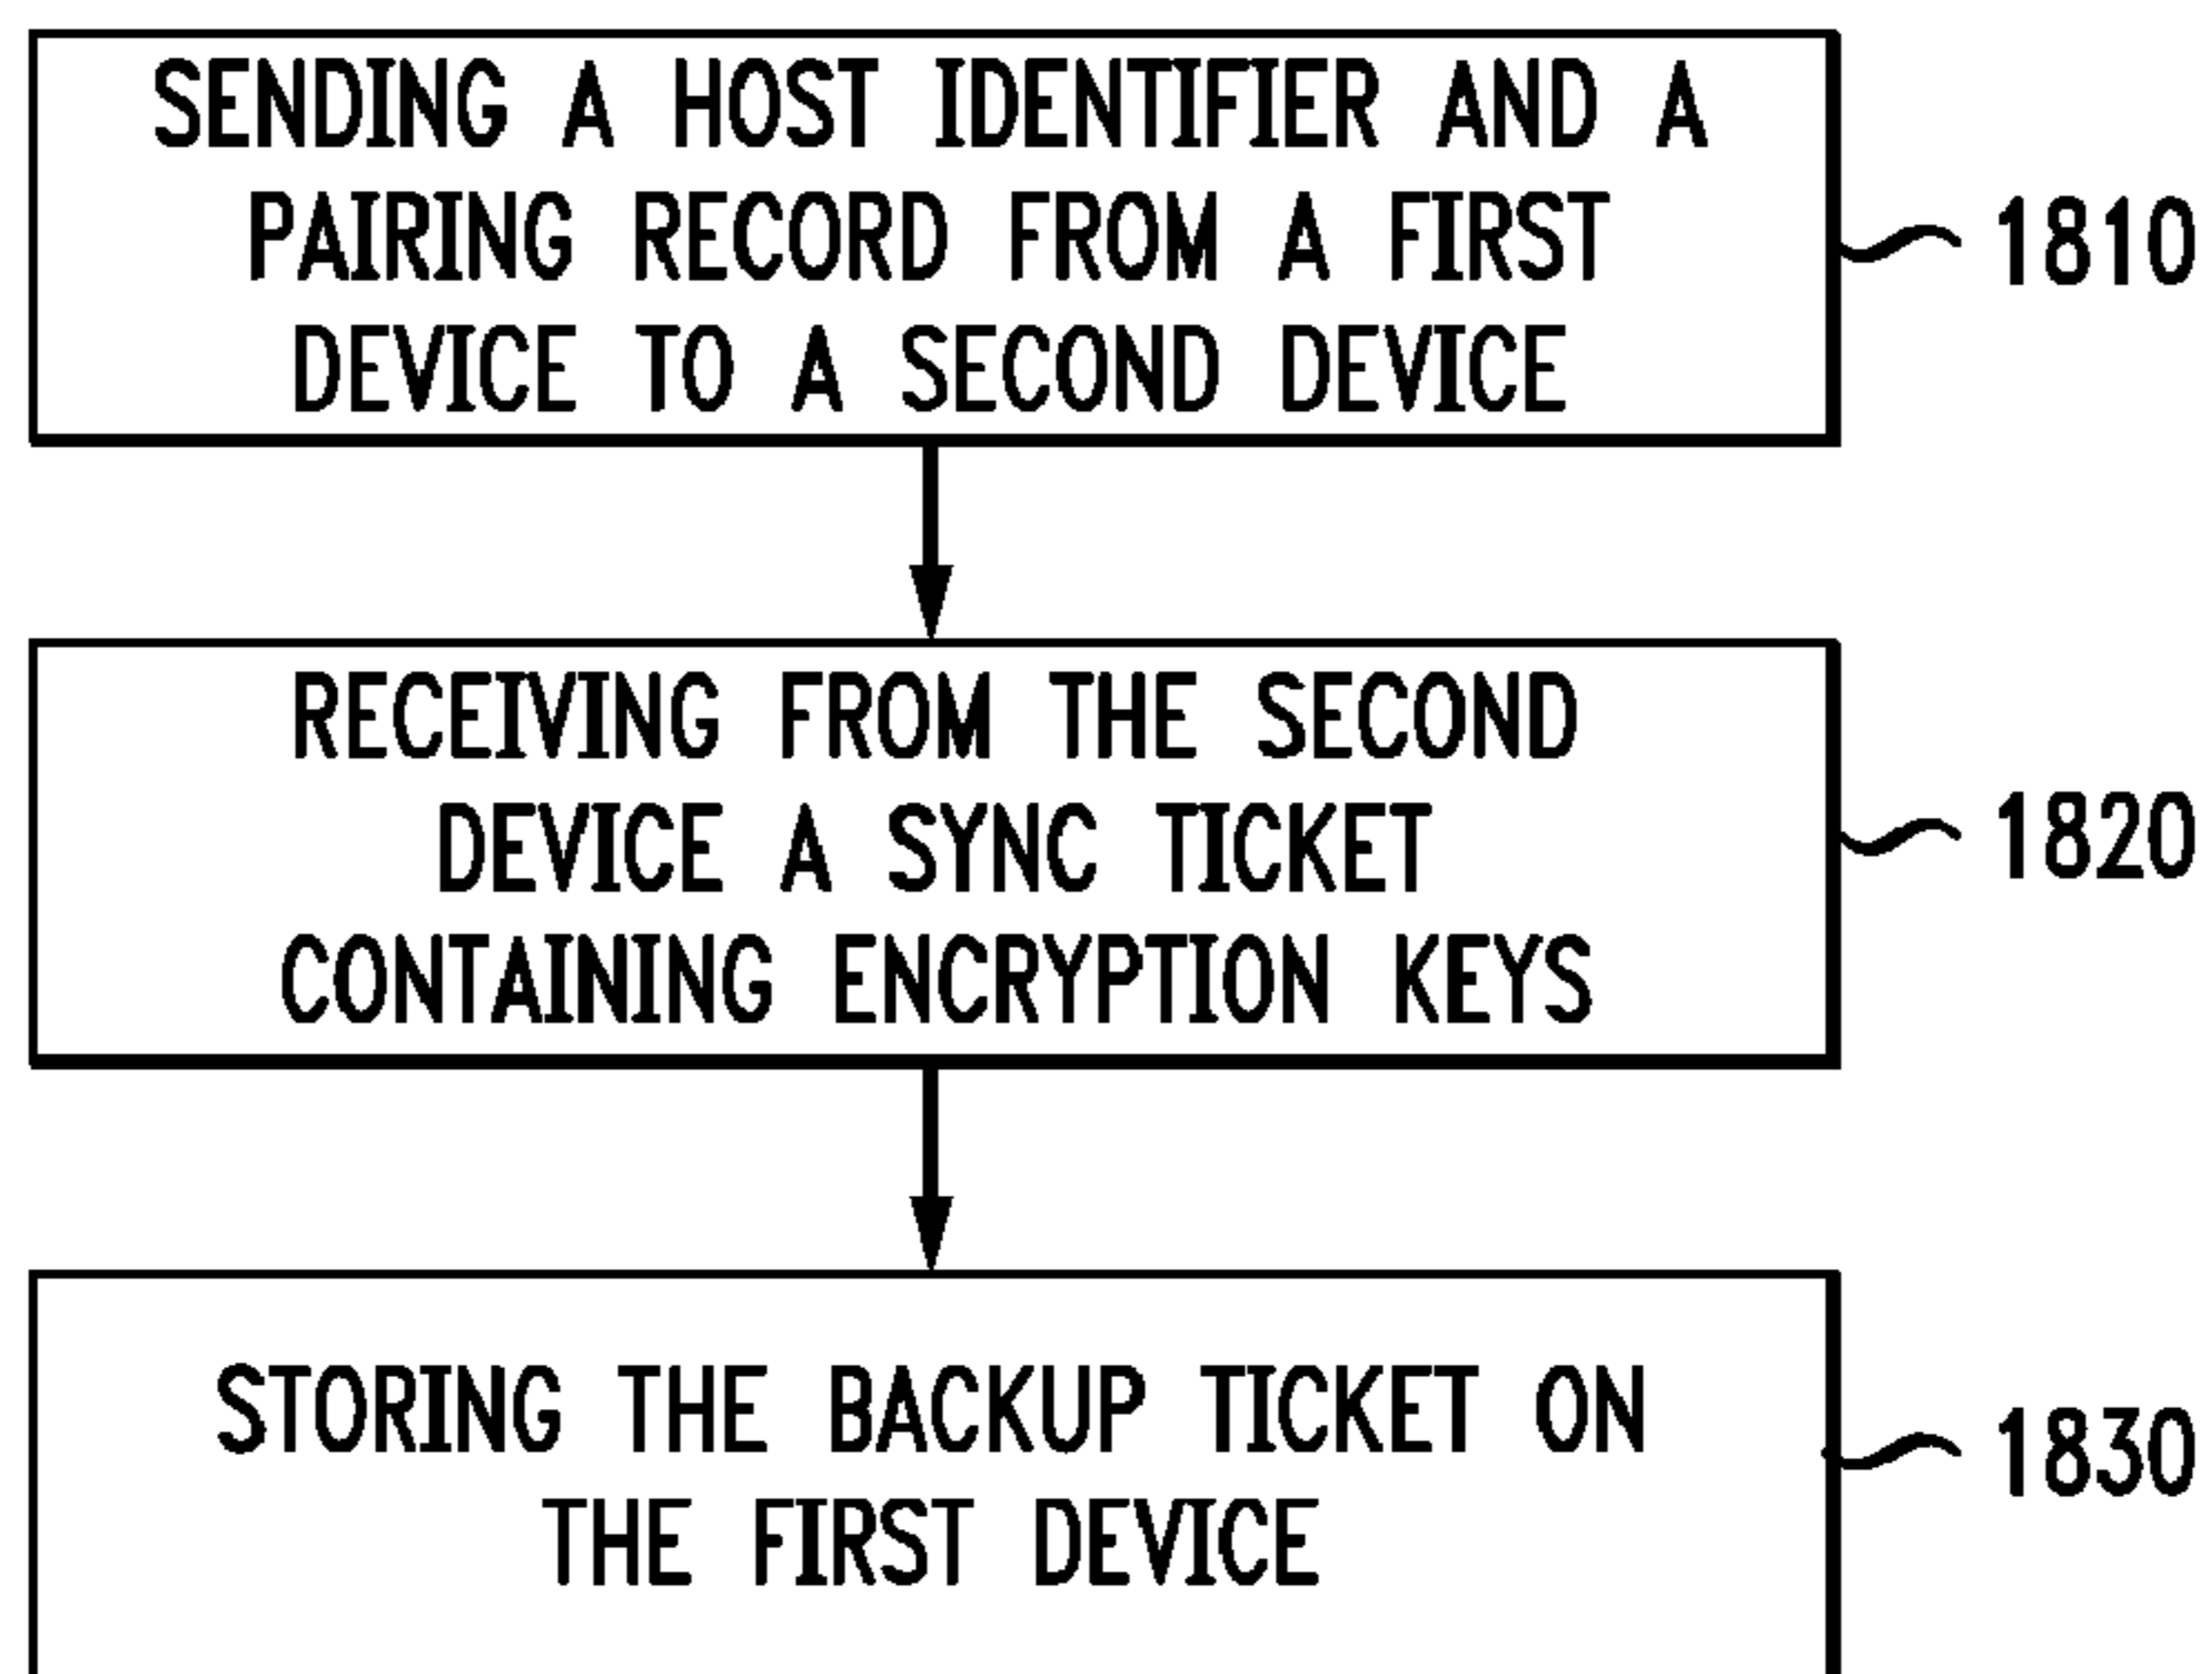 SENDING A HOST IDENTIFIER AND A
PAIRING RECORD FROM A FIRST
DEVICE TO A SECOND DEVICE
1810
RECEIVING FROM THE SECOND
DEVICE A SYNC TICKET
CONTAINING ENCRYPTION KEYS
1820
STORING THE BACKUP TICKET ON
THE FIRST DEVICE
1830